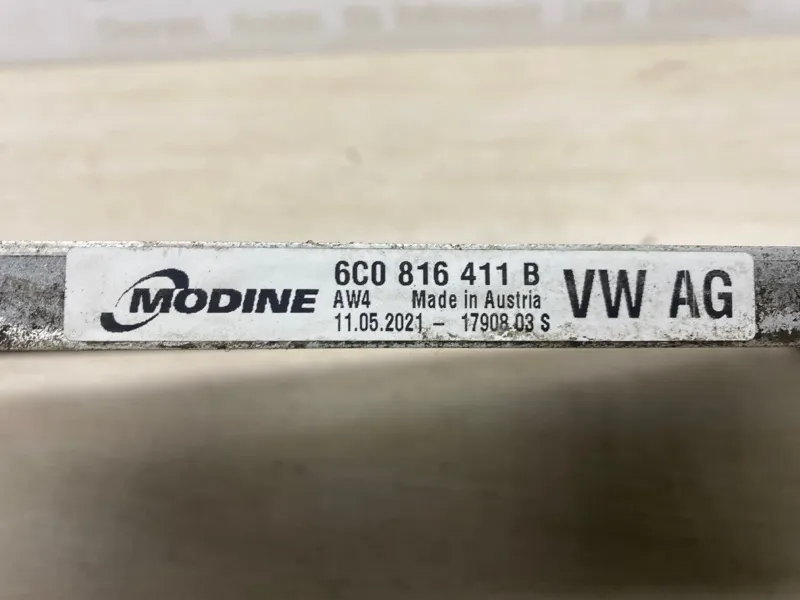 MODINE
6C0 816 411 B
AW4 Made in Austria
11.05.2021 - 17908 03 S
VW AG